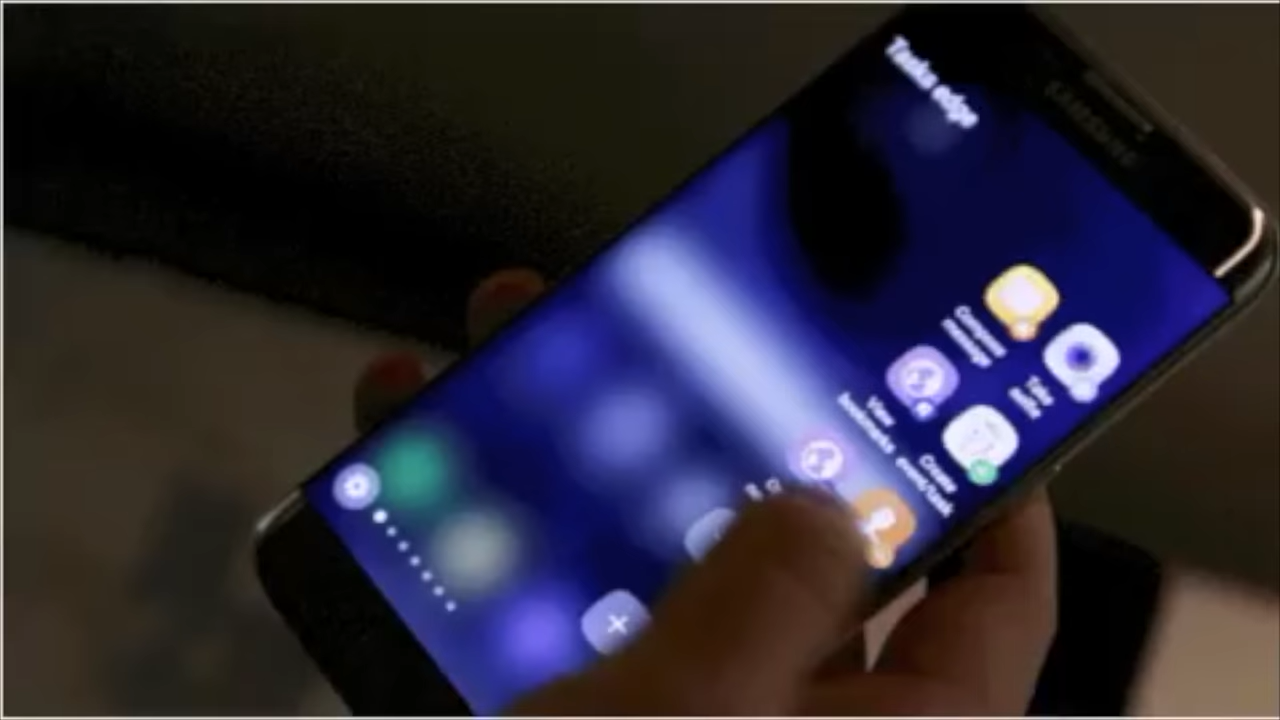 SAMSUNG
Tasks edge
Compose
message
Take
selfie
View
bookmarks
Create
event/task